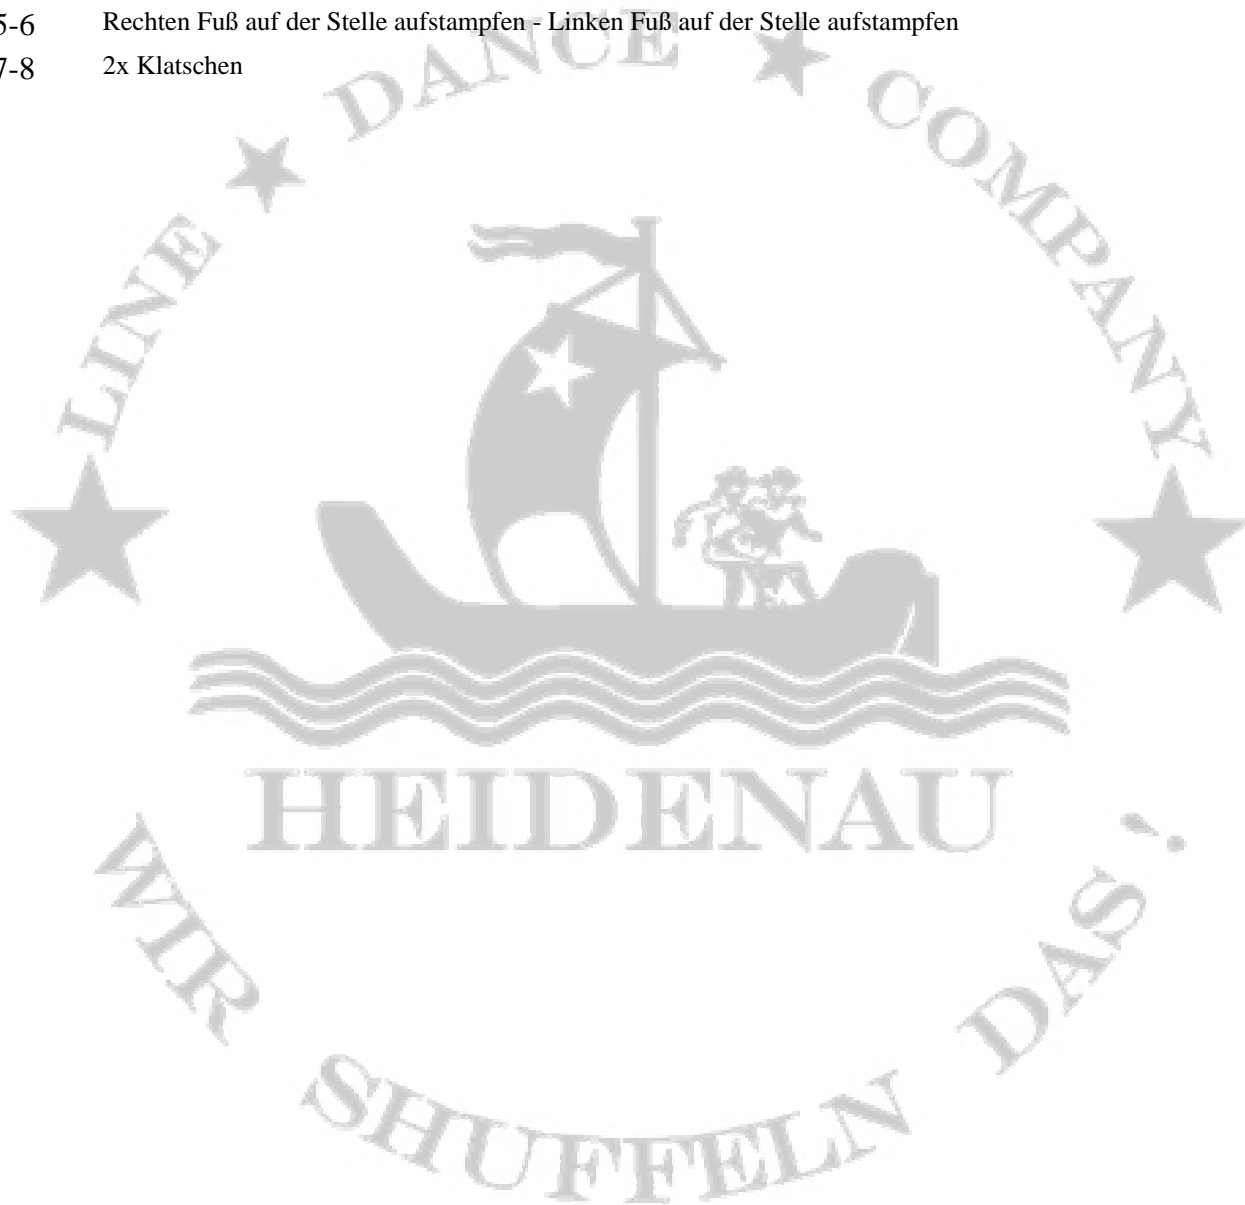 5-6 Rechten Fuß auf der Stelle aufstampfen - Linken Fuß auf der Stelle aufstampfen
7-8 2x Klatschen
LINE ★ DANCE ★ COMPANY
HEIDENAU
WIR SHUFFELN DAS !